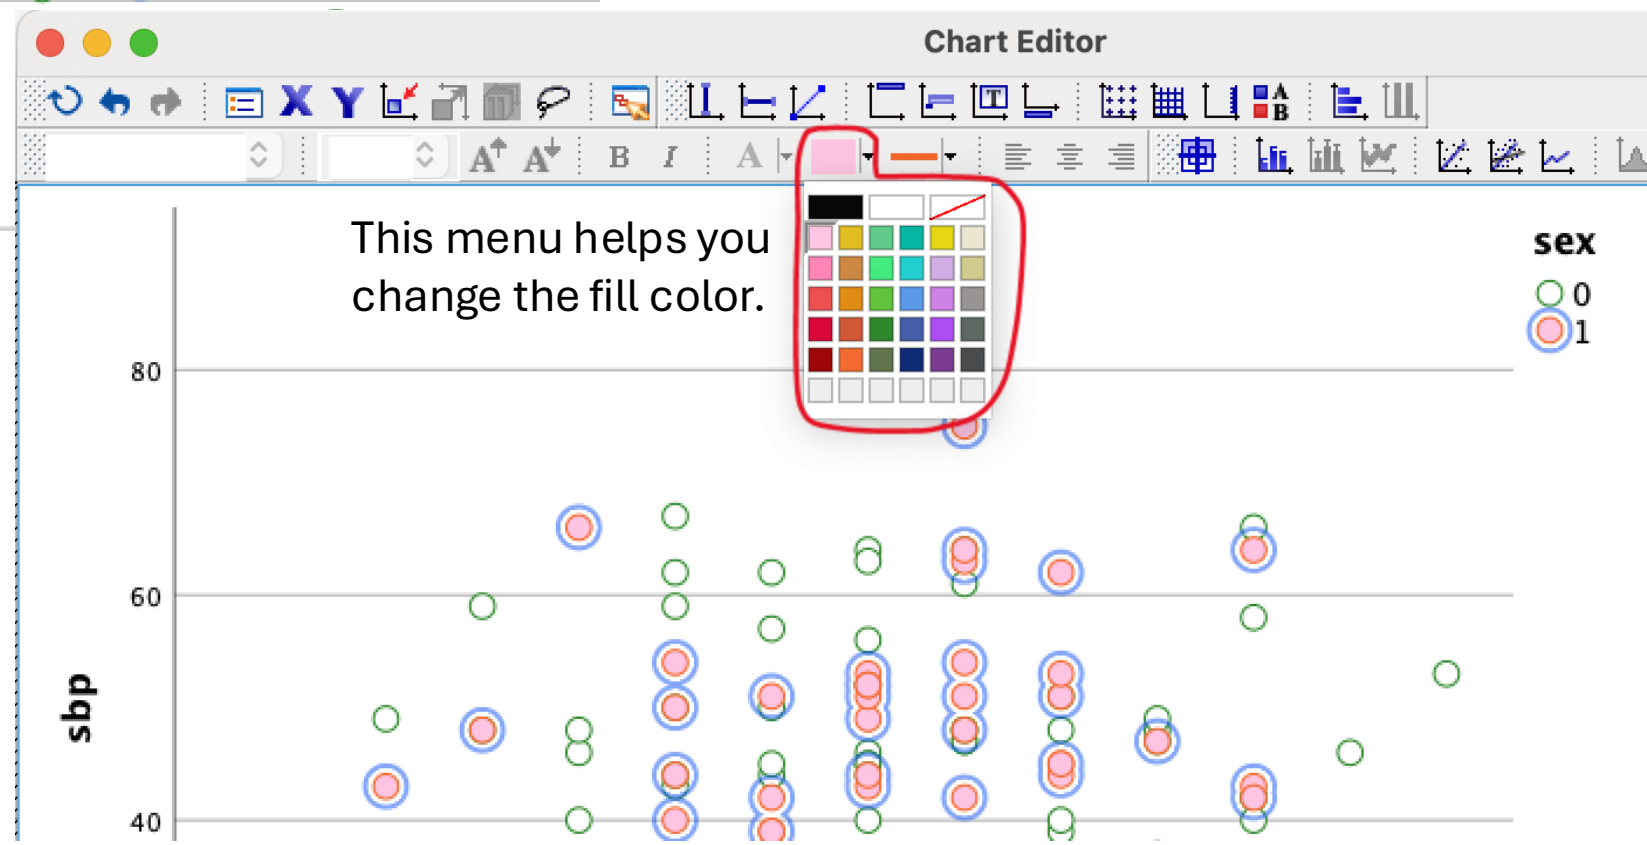 Chart Editor
X Y
T
A
B
A A B I A
This menu helps you
change the fill color.
sex
0
1
80
60
sbp
40